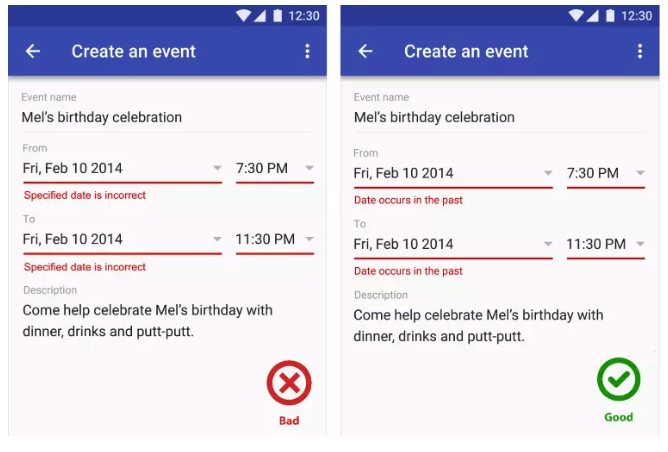 12:30
Create an event
Event name
Mel's birthday celebration
From
Fri, Feb 10 2014 7:30 PM
Specified date is incorrect
To
Fri, Feb 10 2014 11:30 PM
Specified date is incorrect
Description
Come help celebrate Mel's birthday with
dinner, drinks and putt-putt.
Bad
12:30
Create an event
Event name
Mel's birthday celebration
From
Fri, Feb 10 2014 7:30 PM
Date occurs in the past
To
Fri, Feb 10 2014 11:30 PM
Date occurs in the past
Description
Come help celebrate Mel's birthday with
dinner, drinks and putt-putt.
Good